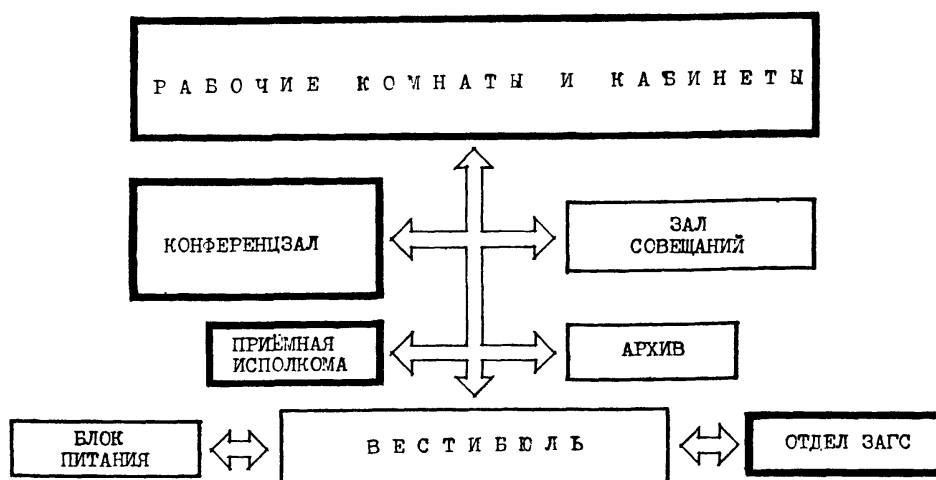 РАБОЧИЕ КОМНАТЫ И КАБИНЕТЫ
КОНФЕРЕНЦЗАЛ
ЗАЛ
СОВЕЩАНИЙ
ПРИЁМНАЯ
ИСПОЛКОМА
АРХИВ
БЛОК
ПИТАНИЯ
ВЕСТИБЮЛЬ
ОТДЕЛ ЗАГС